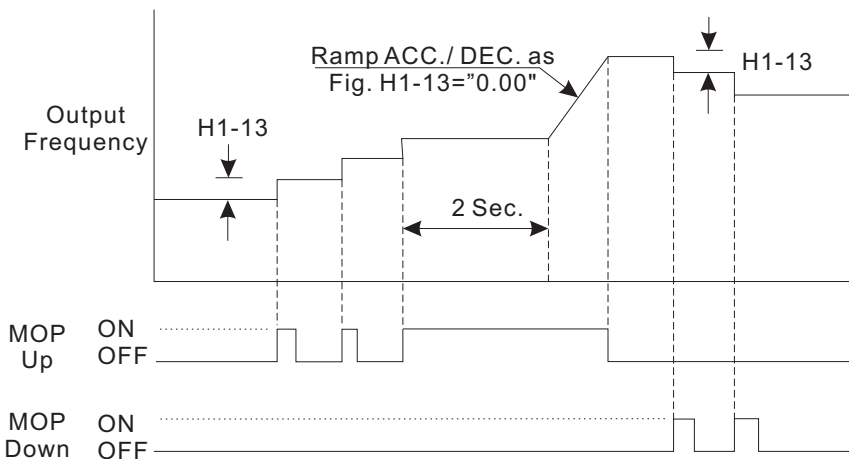 Ramp ACC./ DEC. as
Fig. H1-13=”0.00"
H1-13
Output
Frequency
H1-13
2 Sec.
MOP
Up
ON
OFF
MOP
Down
ON
OFF